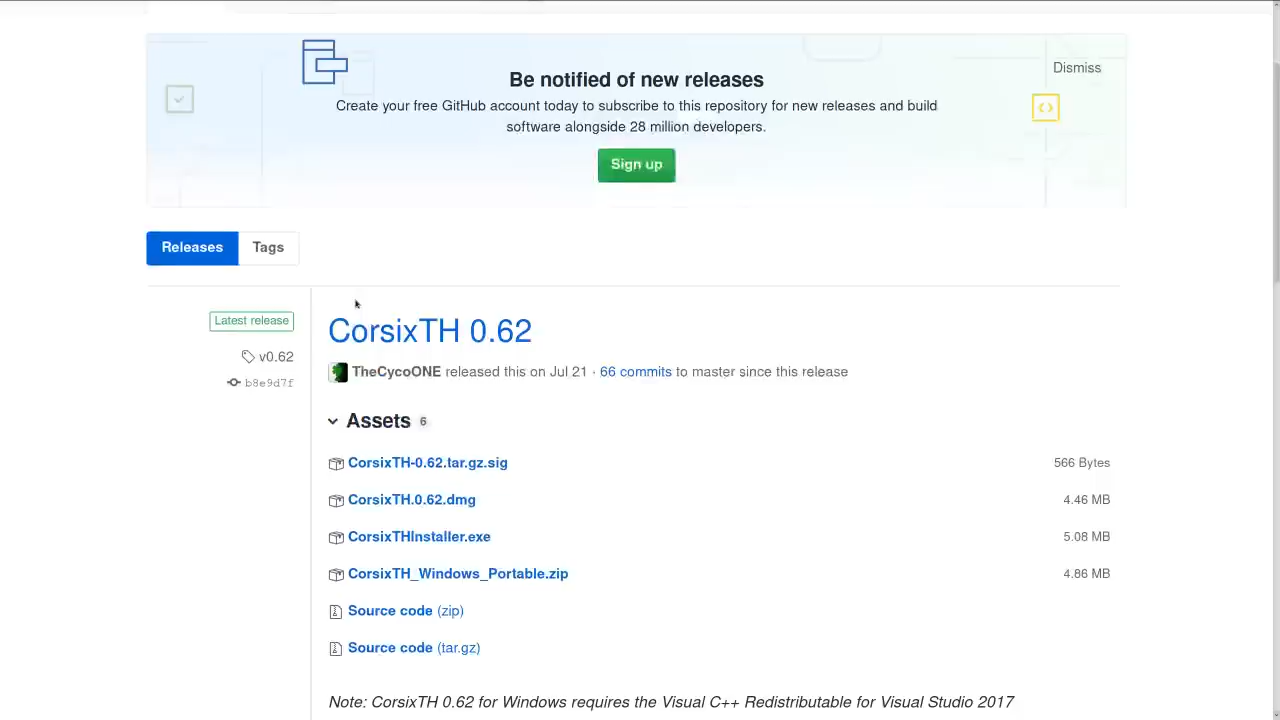 Be notified of new releases
Dismiss
Create your free GitHub account today to subscribe to this repository for new releases and build
software alongside 28 million developers.
Sign up
Releases
Tags
Latest release
CorsixTH 0.62
v0.62
TheCycoONE released this on Jul 21 · 66 commits to master since this release
b8e9d7f
Assets 6
CorsixTH-0.62.tar.gz.sig 566 Bytes
CorsixTH.0.62.dmg 4.46 MB
CorsixTHInstaller.exe 5.08 MB
CorsixTH_Windows_Portable.zip 4.86 MB
Source code (zip)
Source code (tar.gz)
Note: CorsixTH 0.62 for Windows requires the Visual C++ Redistributable for Visual Studio 2017